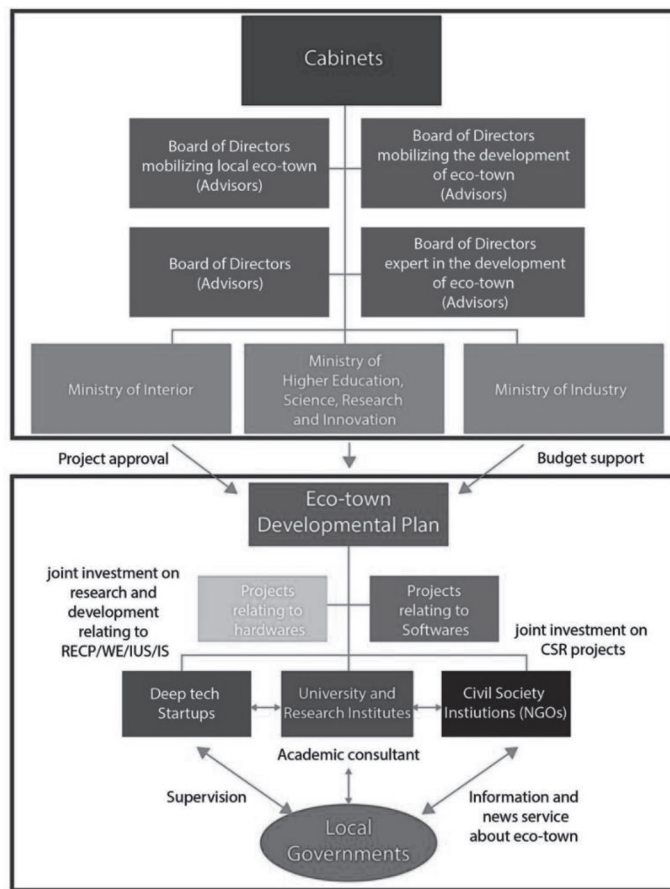 Cabinets
Board of Directors
mobilizing local eco-town
(Advisors)
Board of Directors
mobilizing the development
of eco-town
(Advisors)
Board of Directors
(Advisors)
Board of Directors
expert in the development
of eco-town
(Advisors)
Ministry of Interior
Ministry of
Higher Education,
Science, Research
and Innovation
Ministry of Industry
Project approval
Budget support
Eco-town
Developmental Plan
joint investment on
research and
development
relating to
RECP/WE/IUS/IS
Projects
relating to
hardwares
Projects
relating to
Softwares
joint investment on
CSR projects
Deep tech
Startups
University and
Research Institutes
Civil Society
Instiutions (NGOs)
Academic consultant
Supervision
Information and
news service
about eco-town
Local
Governments